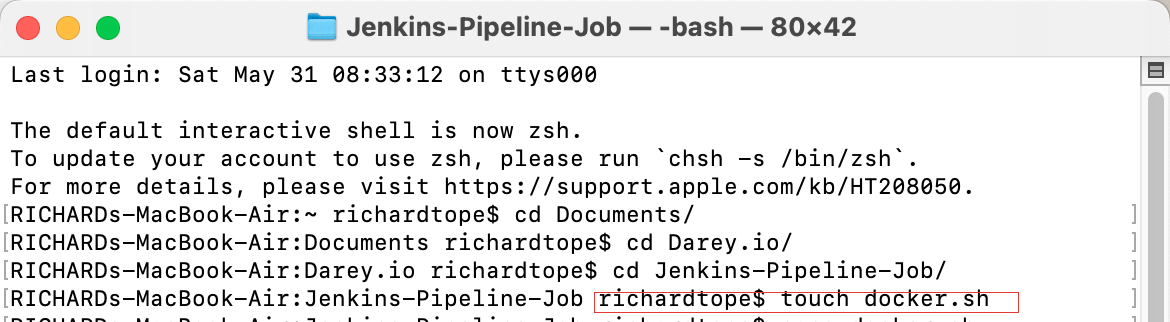 Jenkins-Pipeline-Job — -bash — 80×42
Last login: Sat May 31 08:33:12 on ttys000
The default interactive shell is now zsh.
To update your account to use zsh, please run `chsh -s /bin/zsh`.
For more details, please visit https://support.apple.com/kb/HT208050.
[RICHARDs-MacBook-Air:~ richardtope$ cd Documents/ ]
[RICHARDs-MacBook-Air:Documents richardtope$ cd Darey.io/ ]
[RICHARDs-MacBook-Air:Darey.io richardtope$ cd Jenkins-Pipeline-Job/ ]
[RICHARDs-MacBook-Air:Jenkins-Pipeline-Job richardtope$ touch docker.sh ]